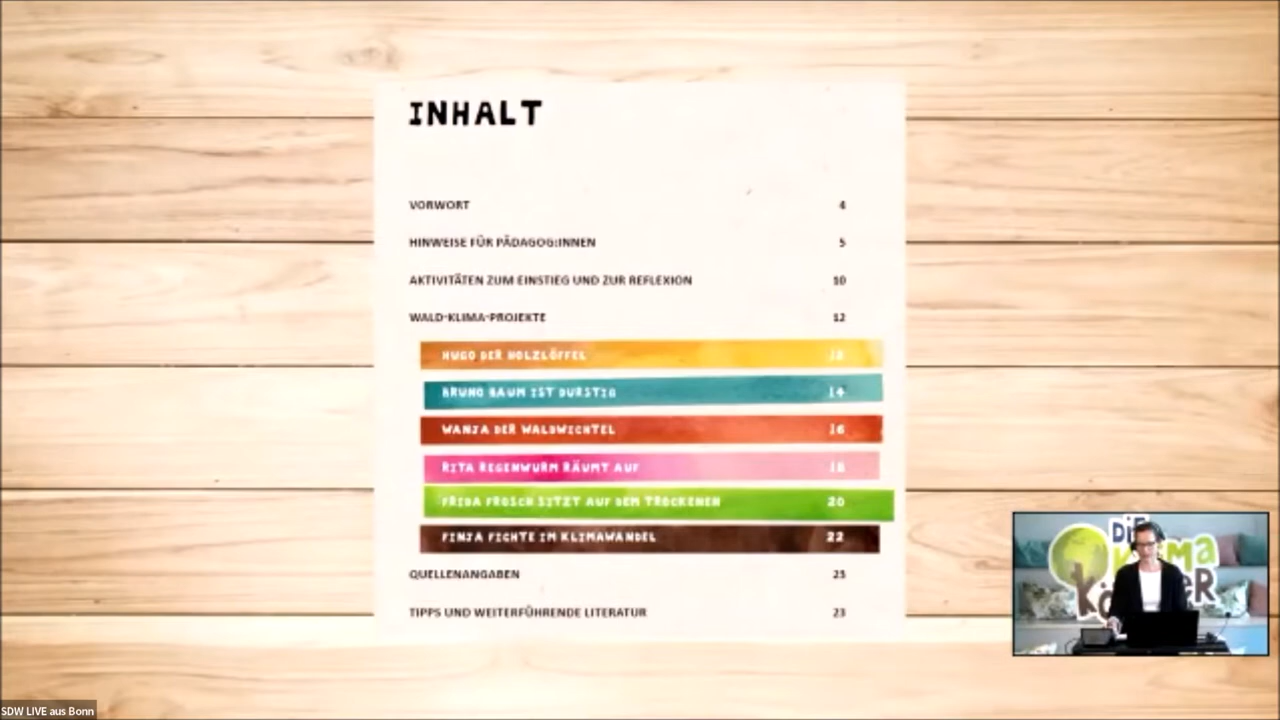 INHALT
VORWORT 4
HINWEISE FÜR PÄDAGOG:INNEN 5
AKTIVITÄTEN ZUM EINSTIEG UND ZUR REFLEXION 10
WALD-KLIMA-PROJEKTE 12
HUGO DER HOLZLÖFFEL
BRUNO BAUM IST DURSTIG 14
WANJA DER WALDWICHTEL 16
RITA REGENWURM RÄUMT AUF 18
FRIDA FROSCH SITZT AUF DEM TROCKENEN 20
FINJA FICHTE IM KLIMAWANDEL 22
QUELLENANGABEN 23
TIPPS UND WEITERFÜHRENDE LITERATUR 23
DIE
SDW LIVE aus Bonn